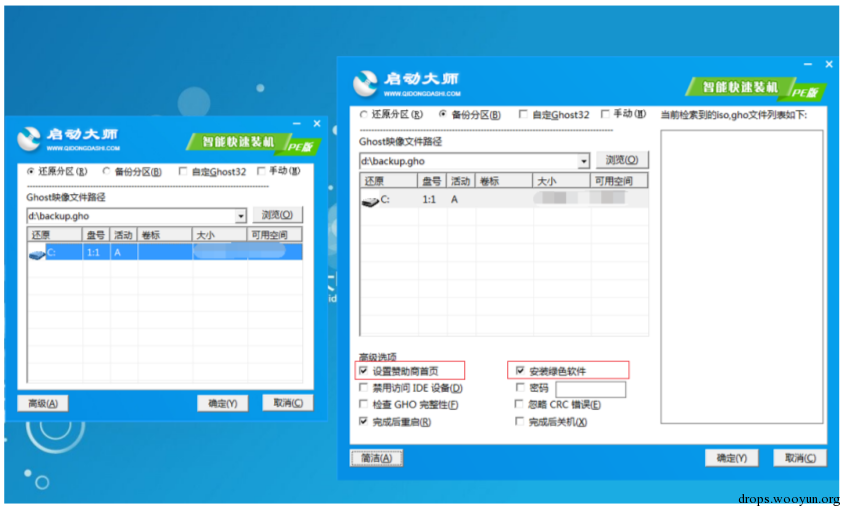 启动大师
WWW.QIDONGDASHI.COM
智能快速装机
PE版
还原分区(R) 备份分区(B) 自定Ghost32 手动(M)
Ghost映像文件路径
d:\backup.gho 浏览(O)
还原 盘号 活动 卷标 大小 可用空间
C: 1:1 A
高级(A) 确定(Y) 取消(C)
启动大师
WWW.QIDONGDASHI.COM
智能快速装机
PE版
还原分区(R) 备份分区(B) 自定Ghost32 手动(M) 当前检索到的iso,gho文件列表如下:
Ghost映像文件路径
d:\backup.gho 浏览(O)
还原 盘号 活动 卷标 大小 可用空间
C: 1:1 A
高级选项
设置赞助商首页 安装绿色软件
禁用访问 IDE 设备(D) 密码
检查 GHO 完整性(F) 忽略 CRC 错误(E)
完成后重启(R) 完成后关机(X)
简洁(A) 确定(Y) 取消(C)
drops.wooyun.org